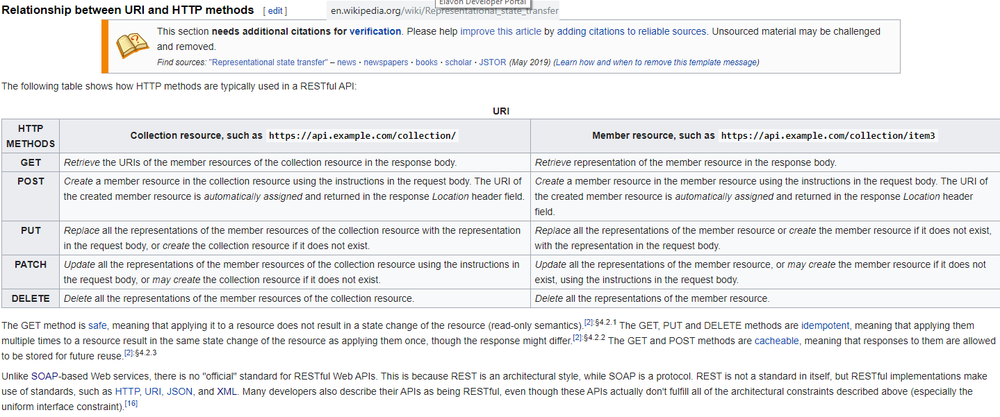 Relationship between URI and HTTP methods [ edit ]
Elavon Developer Portal
en.wikipedia.org/wiki/Representational_state_transfer
This section needs additional citations for verification. Please help improve this article by adding citations to reliable sources. Unsourced material may be challenged
and removed.
Find sources: "Representational state transfer" – news · newspapers · books · scholar · JSTOR (May 2019) (Learn how and when to remove this template message)
The following table shows how HTTP methods are typically used in a RESTful API:
URI
HTTP
METHODS
Collection resource, such as https://api.example.com/collection/
Member resource, such as https://api.example.com/collection/item3
GET
Retrieve the URIs of the member resources of the collection resource in the response body.
Retrieve representation of the member resource in the response body.
POST
Create a member resource in the collection resource using the instructions in the request body. The URI of
the created member resource is automatically assigned and returned in the response Location header field.
Create a member resource in the member resource using the instructions in the request body. The URI of
the created member resource is automatically assigned and returned in the response Location header
field.
PUT
Replace all the representations of the member resources of the collection resource with the representation
in the request body, or create the collection resource if it does not exist.
Replace all the representations of the member resource or create the member resource if it does not exist,
with the representation in the request body.
PATCH
Update all the representations of the member resources of the collection resource using the instructions in
the request body, or may create the collection resource if it does not exist.
Update all the representations of the member resource, or may create the member resource if it does not
exist, using the instructions in the request body.
DELETE
Delete all the representations of the member resources of the collection resource.
Delete all the representations of the member resource.
The GET method is safe, meaning that applying it to a resource does not result in a state change of the resource (read-only semantics).[2]:§4.2.1 The GET, PUT and DELETE methods are idempotent, meaning that applying them
multiple times to a resource result in the same state change of the resource as applying them once, though the response might differ.[2]:§4.2.2 The GET and POST methods are cacheable, meaning that responses to them are allowed
to be stored for future reuse.[2]:§4.2.3
Unlike SOAP-based Web services, there is no "official" standard for RESTful Web APIs. This is because REST is an architectural style, while SOAP is a protocol. REST is not a standard in itself, but RESTful implementations make
use of standards, such as HTTP, URI, JSON, and XML. Many developers also describe their APIs as being RESTful, even though these APIs actually don't fulfill all of the architectural constraints described above (especially the
uniform interface constraint).[16]